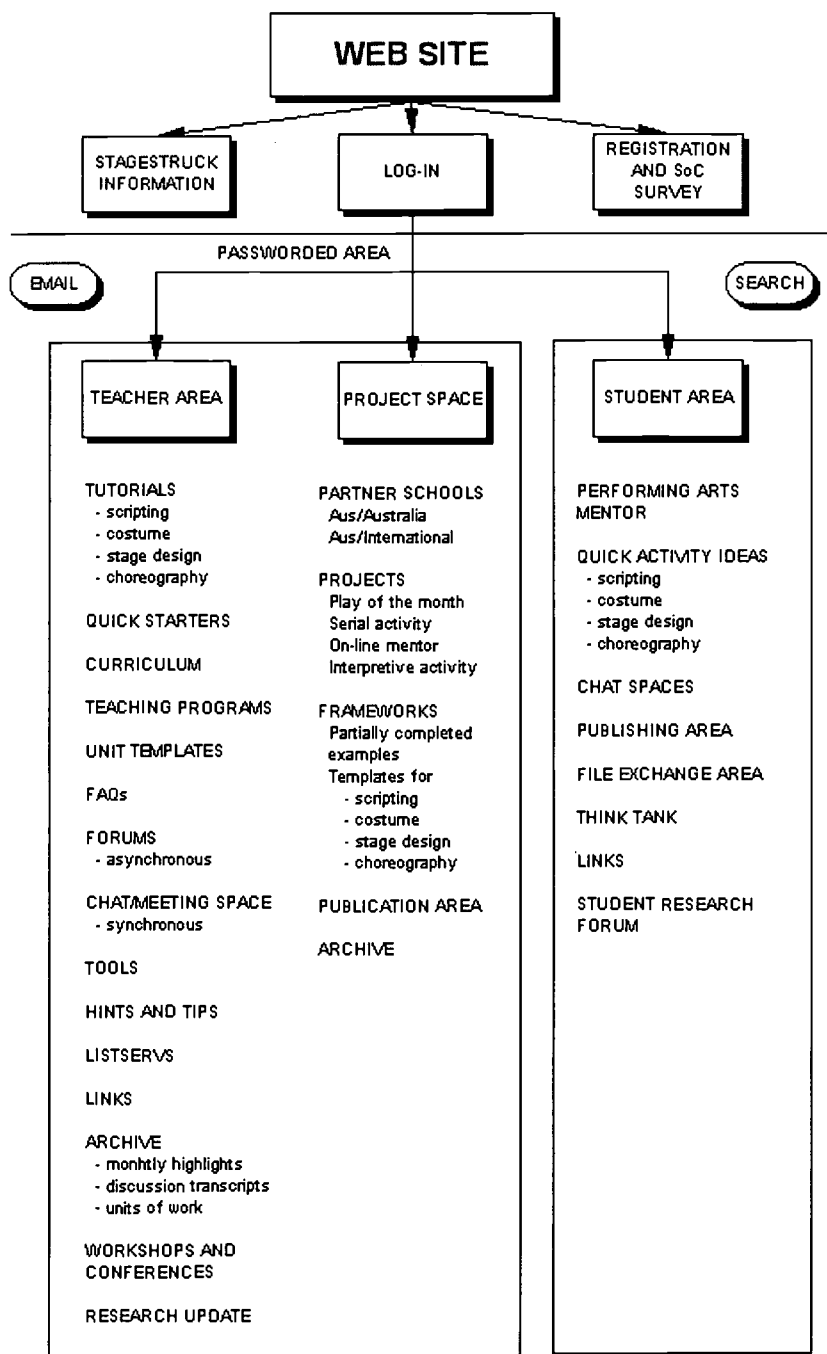 WEB SITE
STAGESTRUCK
INFORMATION
LOG-IN
REGISTRATION
AND SoC
SURVEY
PASSWORDED AREA
EMAIL
SEARCH
TEACHER AREA
TUTORIALS
- scripting
- costume
- stage design
- choreography
QUICK STARTERS
CURRICULUM
TEACHING PROGRAMS
UNIT TEMPLATES
FAQs
FORUMS
- asynchronous
CHAT/MEETING SPACE
- synchronous
TOOLS
HINTS AND TIPS
LISTSERVS
LINKS
ARCHIVE
- monhtly highlights
- discussion transcripts
- units of work
WORKSHOPS AND
CONFERENCES
RESEARCH UPDATE
PROJECT SPACE
PARTNER SCHOOLS
Aus/Australia
Aus/International
PROJECTS
Play of the month
Serial activity
On-line mentor
Interpretive activity
FRAMEWORKS
Partially completed
examples
Templates for
- scripting
- costume
- stage design
- choreography
PUBLICATION AREA
ARCHIVE
STUDENT AREA
PERFORMING ARTS
MENTOR
QUICK ACTIVITY IDEAS
- scripting
- costume
- stage design
- choreography
CHAT SPACES
PUBLISHING AREA
FILE EXCHANGE AREA
THINK TANK
LINKS
STUDENT RESEARCH
FORUM